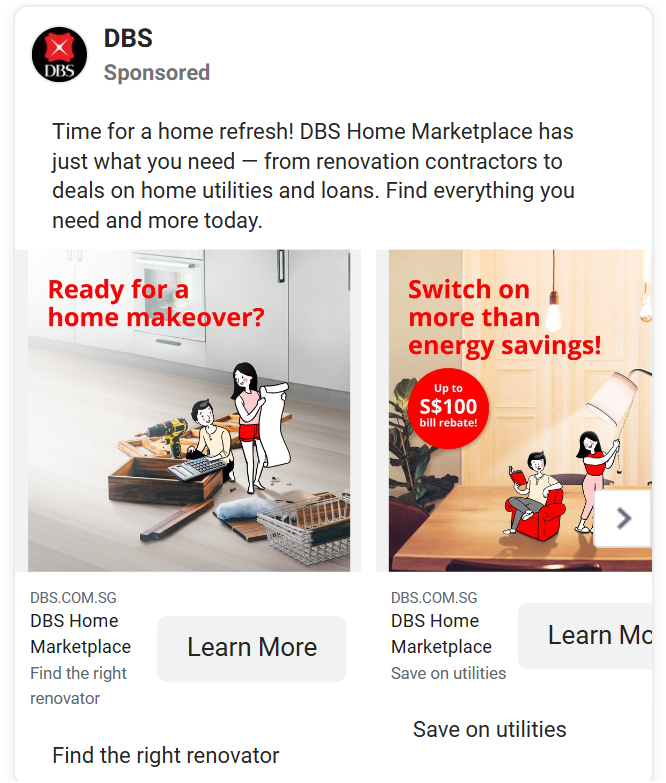 DBS
DBS
Sponsored
Time for a home refresh! DBS Home Marketplace has
just what you need — from renovation contractors to
deals on home utilities and loans. Find everything you
need and more today.
Ready for a
home makeover?
Switch on
more than
energy savings!
Up to
S$100
bill rebate!
DBS.COM.SG
DBS Home
Marketplace
Find the right
renovator
Learn More
Find the right renovator
DBS.COM.SG
DBS Home
Marketplace
Save on utilities
Learn Mo
Save on utilities